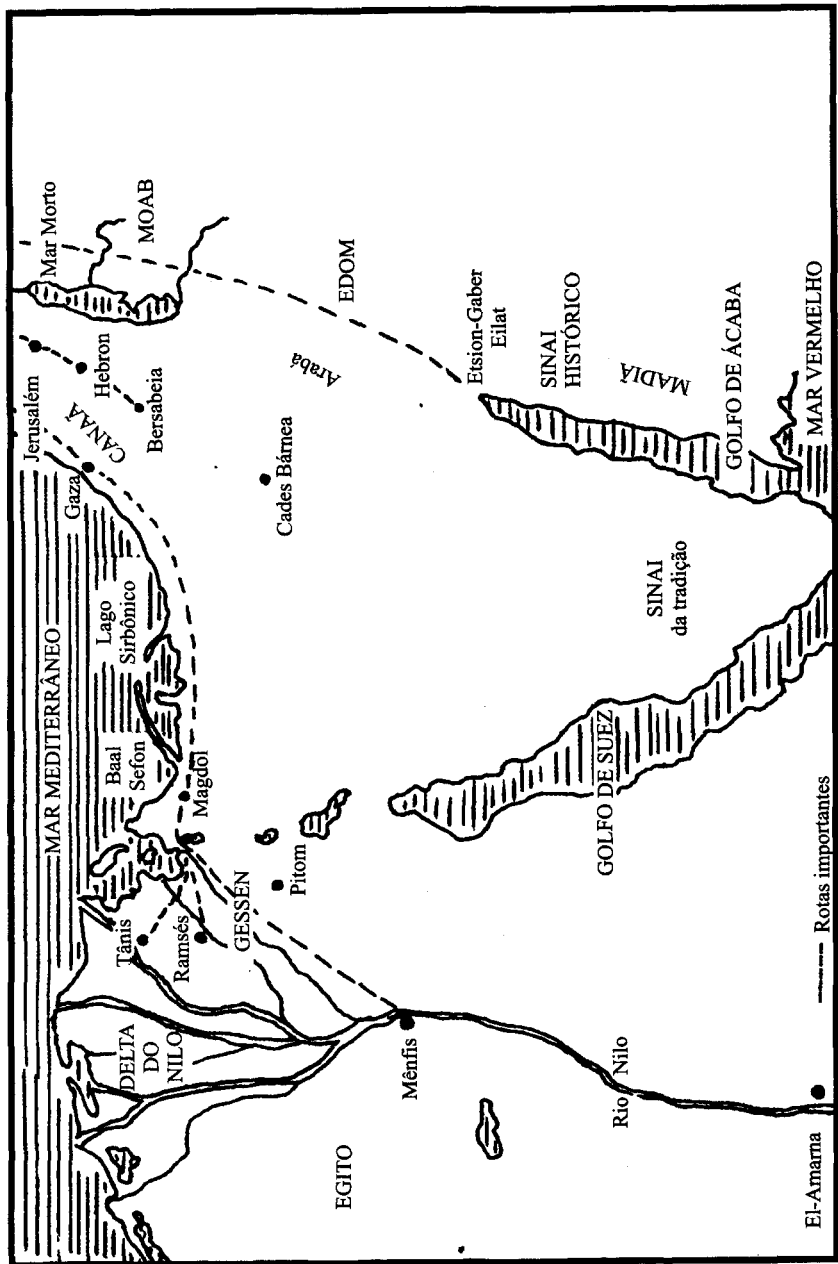 MAR MEDITERRÂNEO
DELTA
DO
NILO
Tânis
Ramsés
GESSEN
Pitom
Baal
Sefon
Magdol
Lago
Sirbônico
Gaza
CANAÃ
Jerusalém
Hebron
Bersabeia
Mar Morto
MOAB
EDOM
Arabá
Cades Bárnea
Etsion-Gaber
Eilat
SINAI
HISTÓRICO
MADIÃ
GOLFO DE ÁCABA
MAR VERMELHO
SINAI
da tradição
GOLFO DE SUEZ
Mênfis
EGITO
Rio Nilo
El-Amarna
Rotas importantes